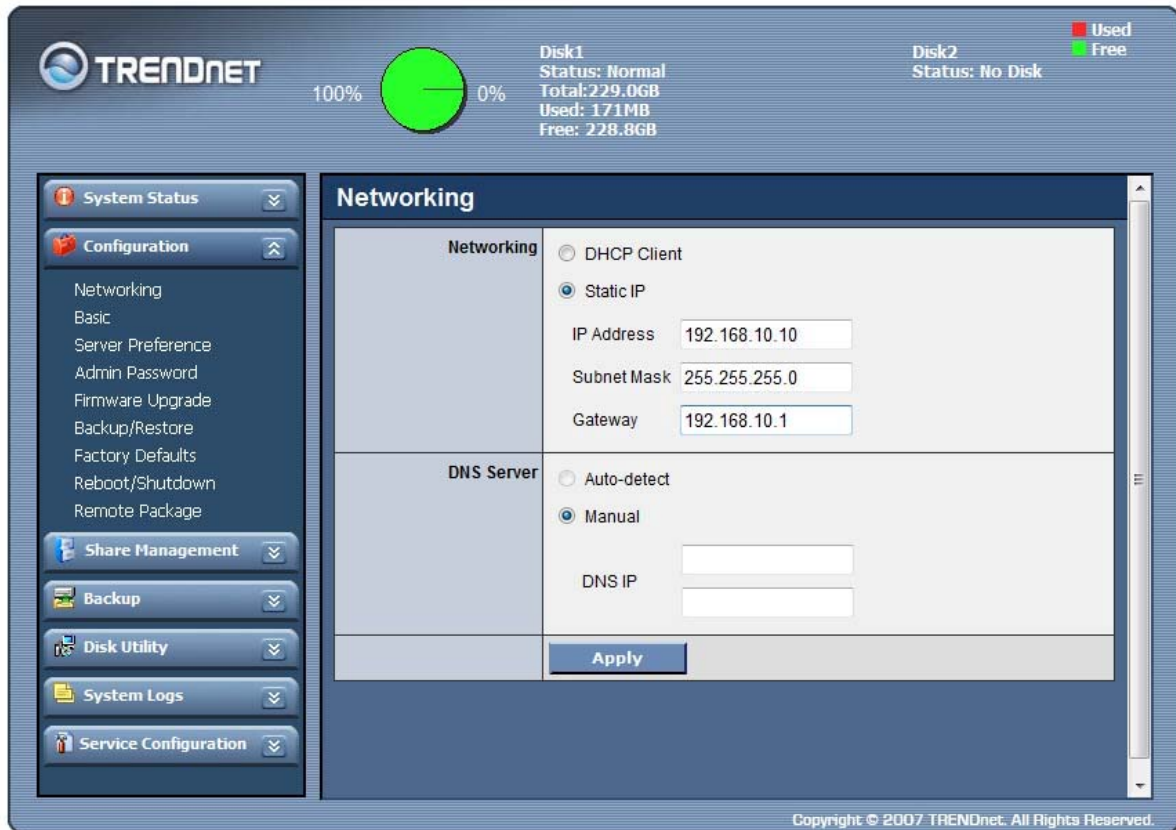 TRENDNET
100%
0%
Disk1
Status: Normal
Total:229.0GB
Used: 171MB
Free: 228.8GB
Disk2
Status: No Disk
Used
Free
System Status
Configuration
Networking
Basic
Server Preference
Admin Password
Firmware Upgrade
Backup/Restore
Factory Defaults
Reboot/Shutdown
Remote Package
Share Management
Backup
Disk Utility
System Logs
Service Configuration
Networking
Networking
DHCP Client
Static IP
IP Address 192.168.10.10
Subnet Mask 255.255.255.0
Gateway 192.168.10.1
DNS Server
Auto-detect
Manual
DNS IP
Apply
Copyright © 2007 TRENDnet. All Rights Reserved.